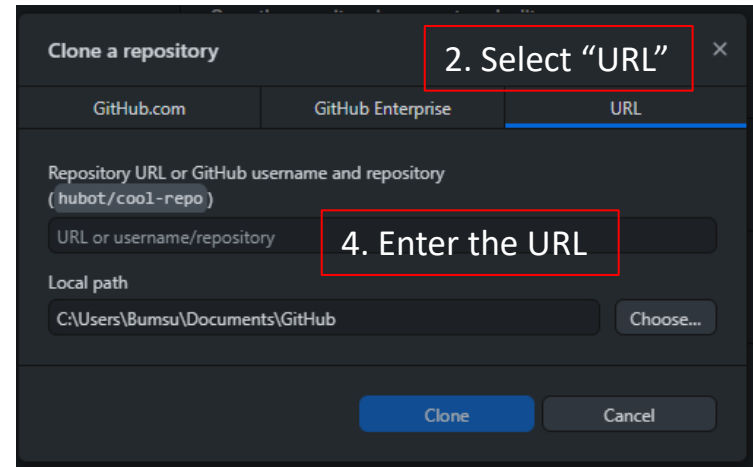 Clone a repository
2. Select “URL”
×
GitHub.com
GitHub Enterprise
URL
Repository URL or GitHub username and repository
(hubot/cool-repo)
URL or username/repository
4. Enter the URL
Local path
C:\Users\Bumsu\Documents\GitHub
Choose...
Clone
Cancel